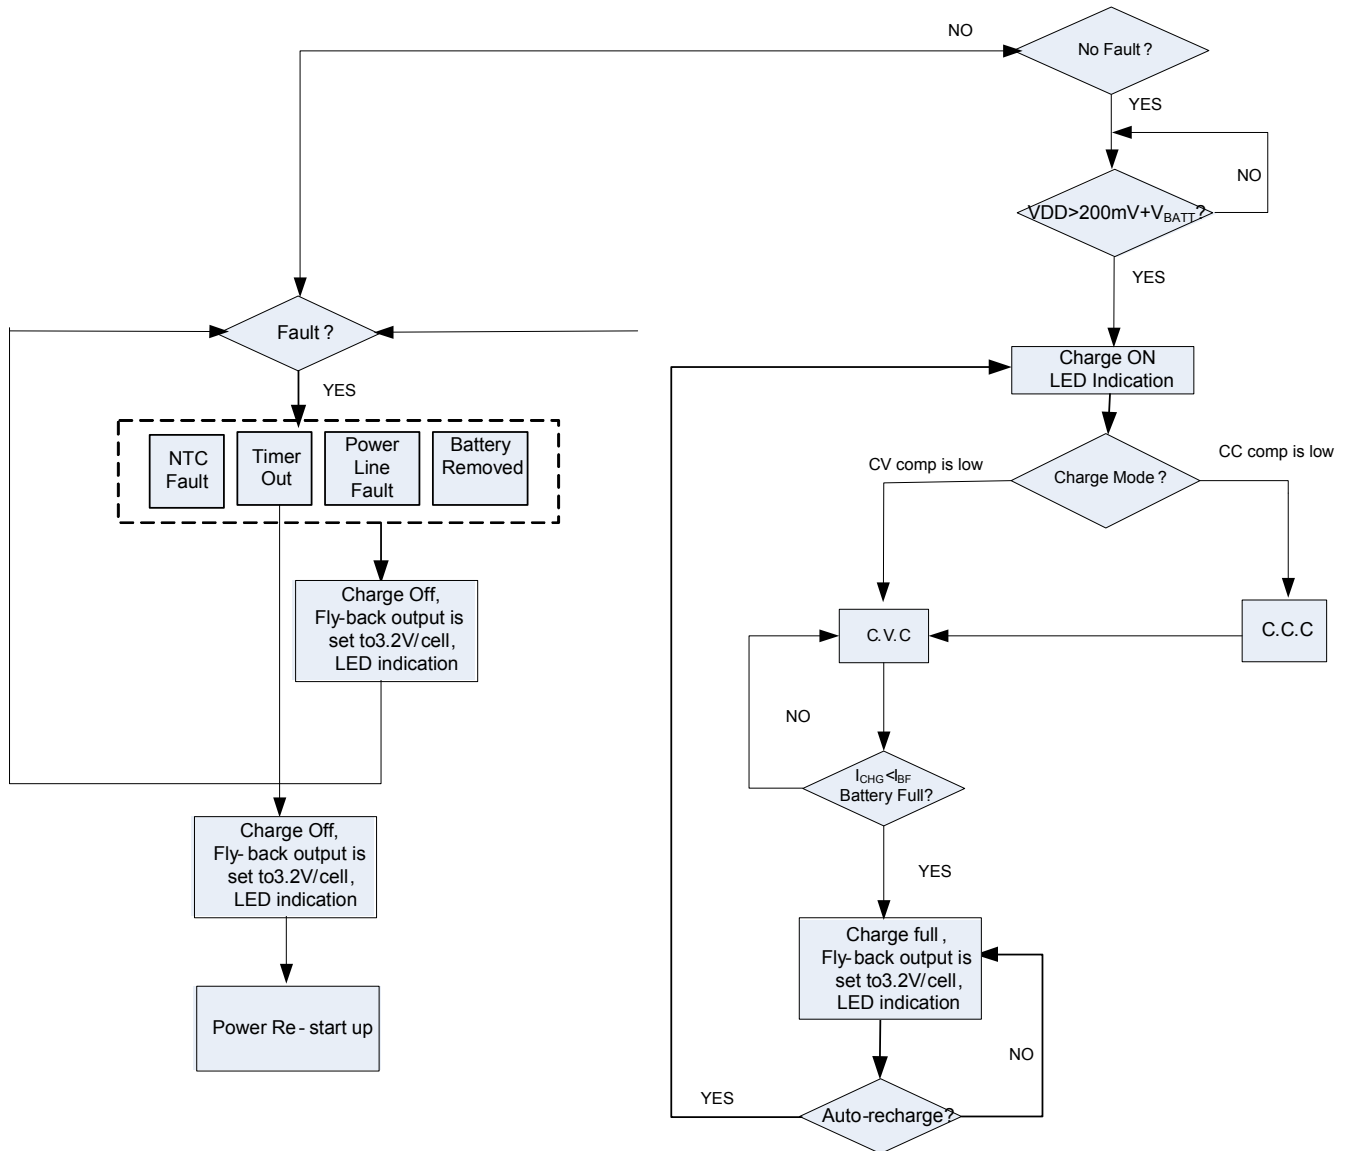 NO
No Fault ?
YES
NO
VDD>200mV+VBATT?
YES
Fault ?
YES
NTC
Fault
Timer
Out
Power
Line
Fault
Battery
Removed
Charge Off,
Fly-back output is
set to3.2V/cell,
LED indication
Charge Off,
Fly- back output is
set to3.2V/cell,
LED indication
Power Re - start up
Charge ON
LED Indication
CV comp is low
Charge Mode ?
CC comp is low
C.V.C
C.C.C
NO
ICHG<IBF
Battery Full?
YES
Charge full ,
Fly-back output is
set to3.2V/cell,
LED indication
NO
YES
Auto-recharge?